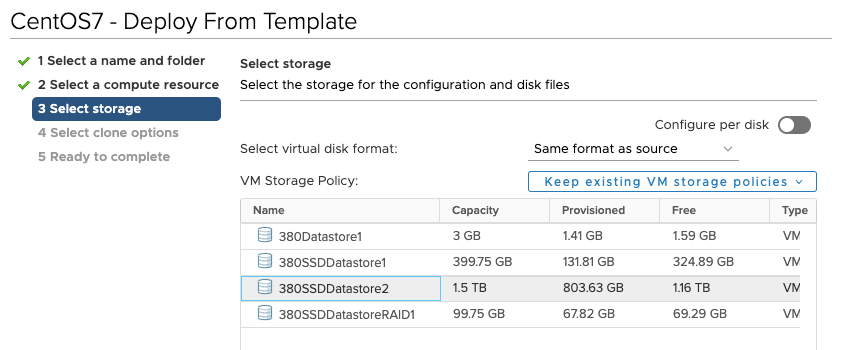 CentOS7 - Deploy From Template
1 Select a name and folder
2 Select a compute resource
3 Select storage
4 Select clone options
5 Ready to complete
Select storage
Select the storage for the configuration and disk files
Configure per disk
Select virtual disk format: Same format as source
VM Storage Policy: Keep existing VM storage policies
Name Capacity Provisioned Free Type
380Datastore1 3 GB 1.41 GB 1.59 GB VM
380SSDDatastore1 399.75 GB 131.81 GB 324.89 GB VM
380SSDDatastore2 1.5 TB 803.63 GB 1.16 TB VM
380SSDDatastoreRAID1 99.75 GB 67.82 GB 69.29 GB VM